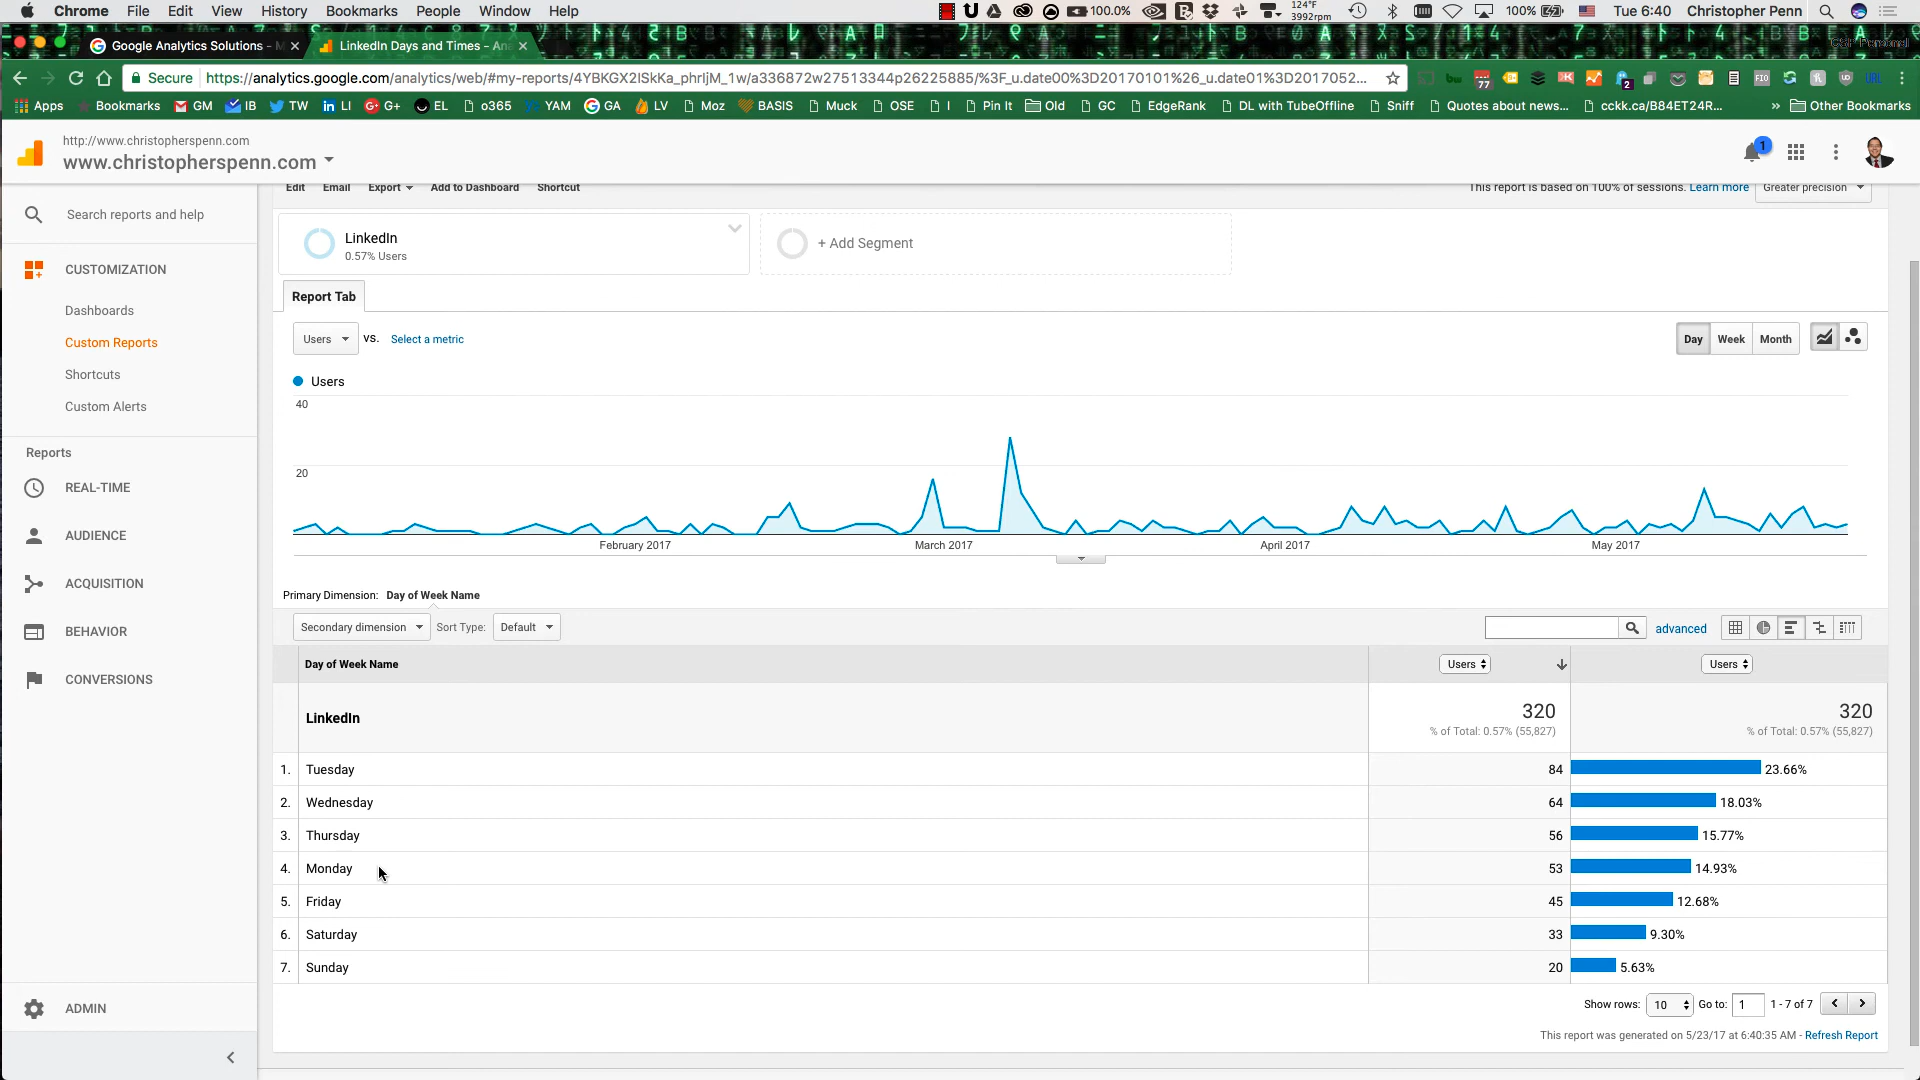 Chrome File Edit View History Bookmarks People Window Help 100.0% 124°F 3992rpm 100% Tue 6:40 Christopher Penn
Google Analytics Solutions - M LinkedIn Days and Times - Ana
Secure https://analytics.google.com/analytics/web/#my-reports/4YBKGX2ISkKa_phrIjM_1w/a336872w27513344p26225885/%3F_u.date00%3D20170101%26_u.date01%3D2017052... 77 2 FIO
Apps Bookmarks GM IB TW LI G+ EL o365 YAM GA LV Moz BASIS Muck OSE I Pin It Old GC EdgeRank DL with TubeOffline Sniff Quotes about news... cckk.ca/B84ET24R... » Other Bookmarks
http://www.christopherspenn.com
www.christopherspenn.com
1
Edit Email Export Add to Dashboard Shortcut
This report is based on 100% of sessions. Learn more Greater precision
Search reports and help
CUSTOMIZATION
Dashboards
Custom Reports
Shortcuts
Custom Alerts
Reports
REAL-TIME
AUDIENCE
ACQUISITION
BEHAVIOR
CONVERSIONS
ADMIN
LinkedIn
0.57% Users
+ Add Segment
Report Tab
Users vs. Select a metric
Day Week Month
Users
40
20
February 2017 March 2017 April 2017 May 2017
Primary Dimension: Day of Week Name
Secondary dimension Sort Type: Default advanced
Day of Week Name Users Users
LinkedIn 320 320
% of Total: 0.57% (55,827) % of Total: 0.57% (55,827)
1. Tuesday 84 23.66%
2. Wednesday 64 18.03%
3. Thursday 56 15.77%
4. Monday 53 14.93%
5. Friday 45 12.68%
6. Saturday 33 9.30%
7. Sunday 20 5.63%
Show rows: 10 Go to: 1 1 - 7 of 7
This report was generated on 5/23/17 at 6:40:35 AM - Refresh Report